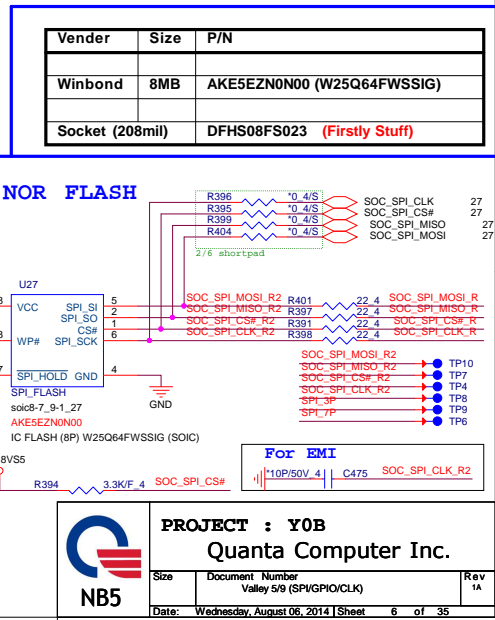 Vender Size P/N
Winbond 8MB AKE5EZN0N00 (W25Q64FWSSIG)
Socket (208mil) DFHS08FS023 (Firstly Stuff)
NOR FLASH
R396 *0_4/S SOC_SPI_CLK 27
R395 *0_4/S SOC_SPI_CS# 27
R399 *0_4/S SOC_SPI_MISO 27
R404 *0_4/S SOC_SPI_MOSI 27
2/6 shortpad
U27
VCC SPI_SI 5 SOC_SPI_MOSI_R2 R401 22_4 SOC_SPI_MOSI_R
SPI_SO 2 SOC_SPI_MISO_R2 R397 22_4 SOC_SPI_MISO_R
CS# 1 SOC_SPI_CS#_R2 R391 22_4 SOC_SPI_CS#_R
WP# SPI_SCK 6 SOC_SPI_CLK_R2 R398 22_4 SOC_SPI_CLK_R
SPI_HOLD GND 4
GND
SOC_SPI_MOSI_R2 TP10
SOC_SPI_MISO_R2 TP7
SOC_SPI_CS#_R2 TP4
SOC_SPI_CLK_R2 TP8
SPI_3P TP9
SPI_7P TP6
SPI_FLASH
soic8-7_9-1_27
AKE5EZN0N00
IC FLASH (8P) W25Q64FWSSIG (SOIC)
8VS5
R394 3.3K/F_4 SOC_SPI_CS#
For EMI
*10P/50V_4 C475 SOC_SPI_CLK_R2
NB5
PROJECT : Y0B
Quanta Computer Inc.
Size Document Number Rev
Valley 5/9 (SPI/GPIO/CLK) 1A
Date: Wednesday, August 06, 2014 Sheet 6 of 35